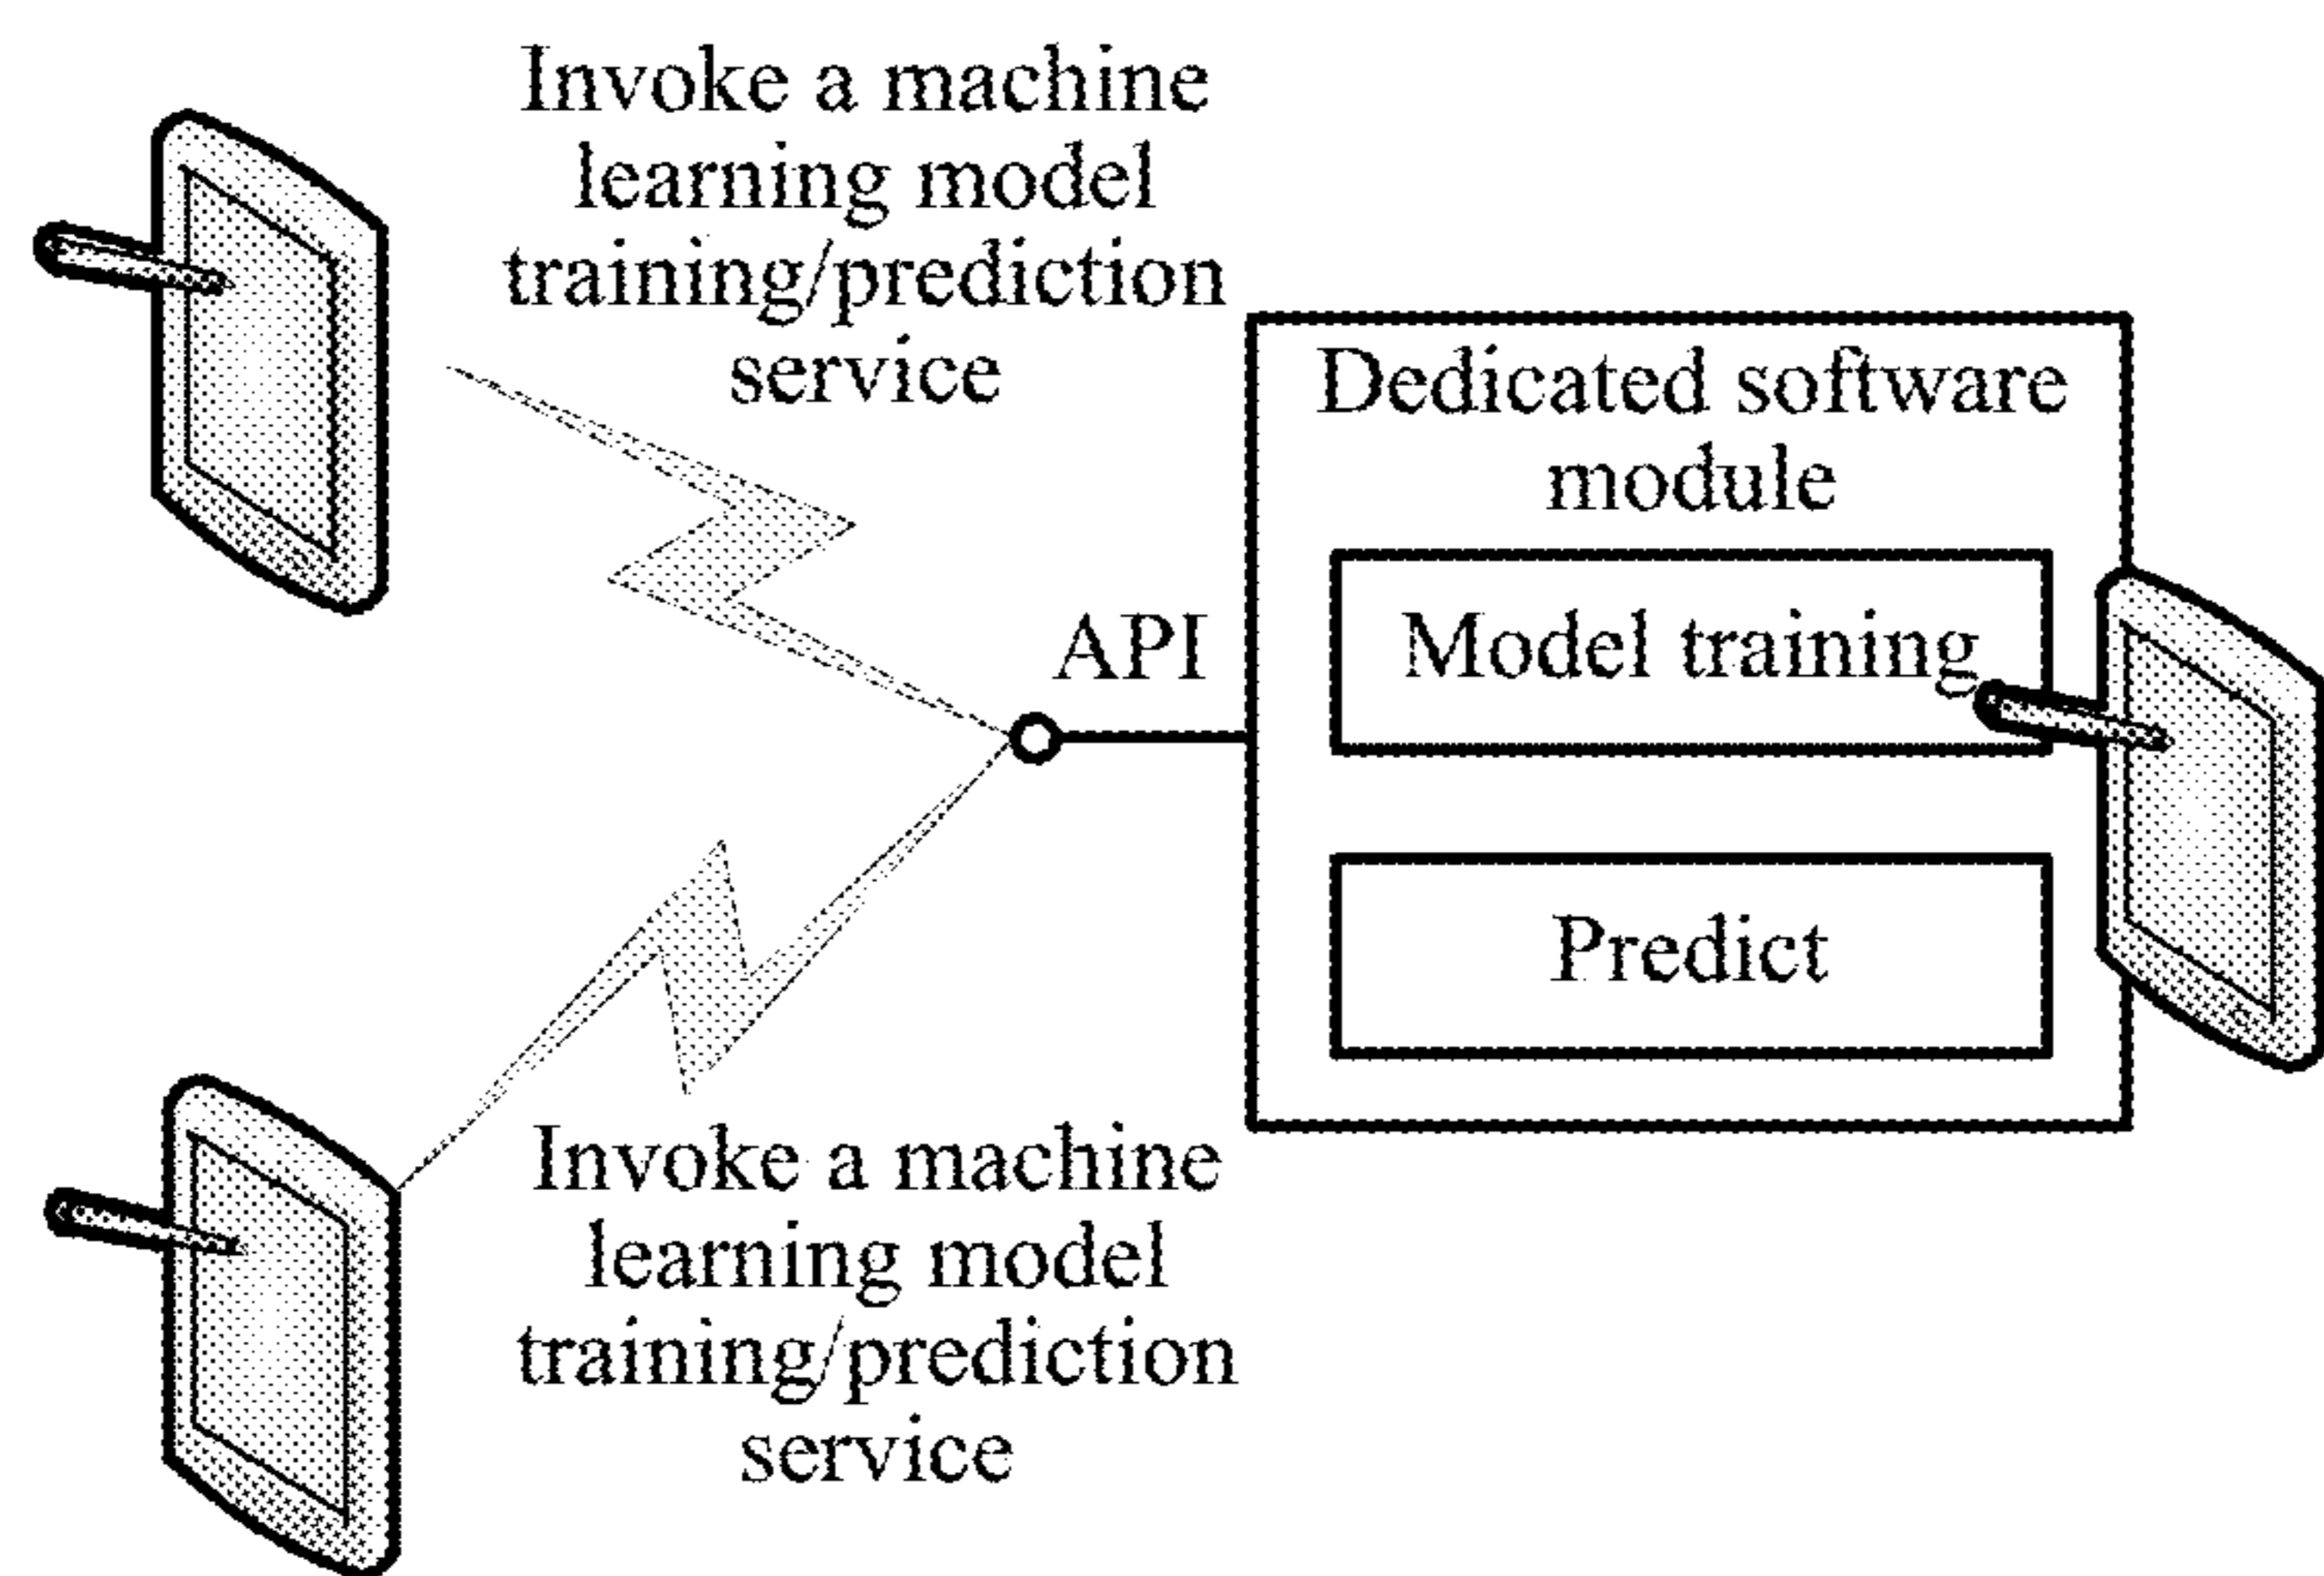 Invoke a machine
learning model
training/prediction
service
Dedicated software
module
Model training
API
Predict
Invoke a machine
learning model
training/prediction
service